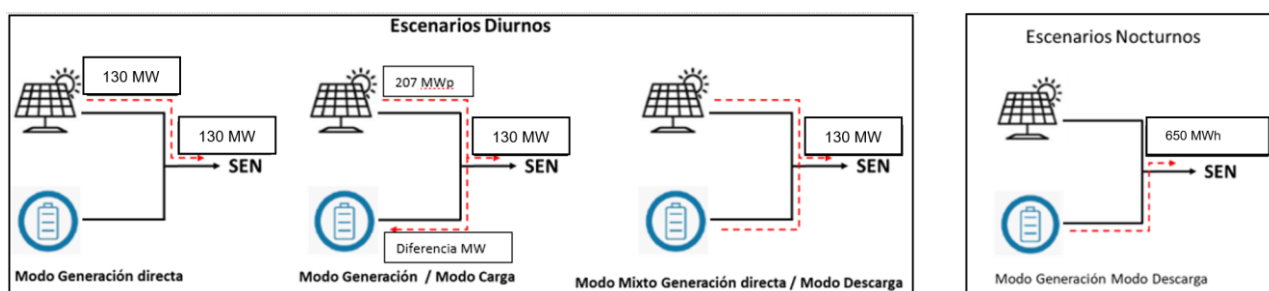 Escenarios Diurnos
130 MW
130 MW
SEN
Modo Generación directa
207 MWp
130 MW
SEN
Diferencia MW
Modo Generación / Modo Carga
130 MW
SEN
Modo Mixto Generación directa / Modo Descarga
Escenarios Nocturnos
650 MWh
SEN
Modo Generación Modo Descarga